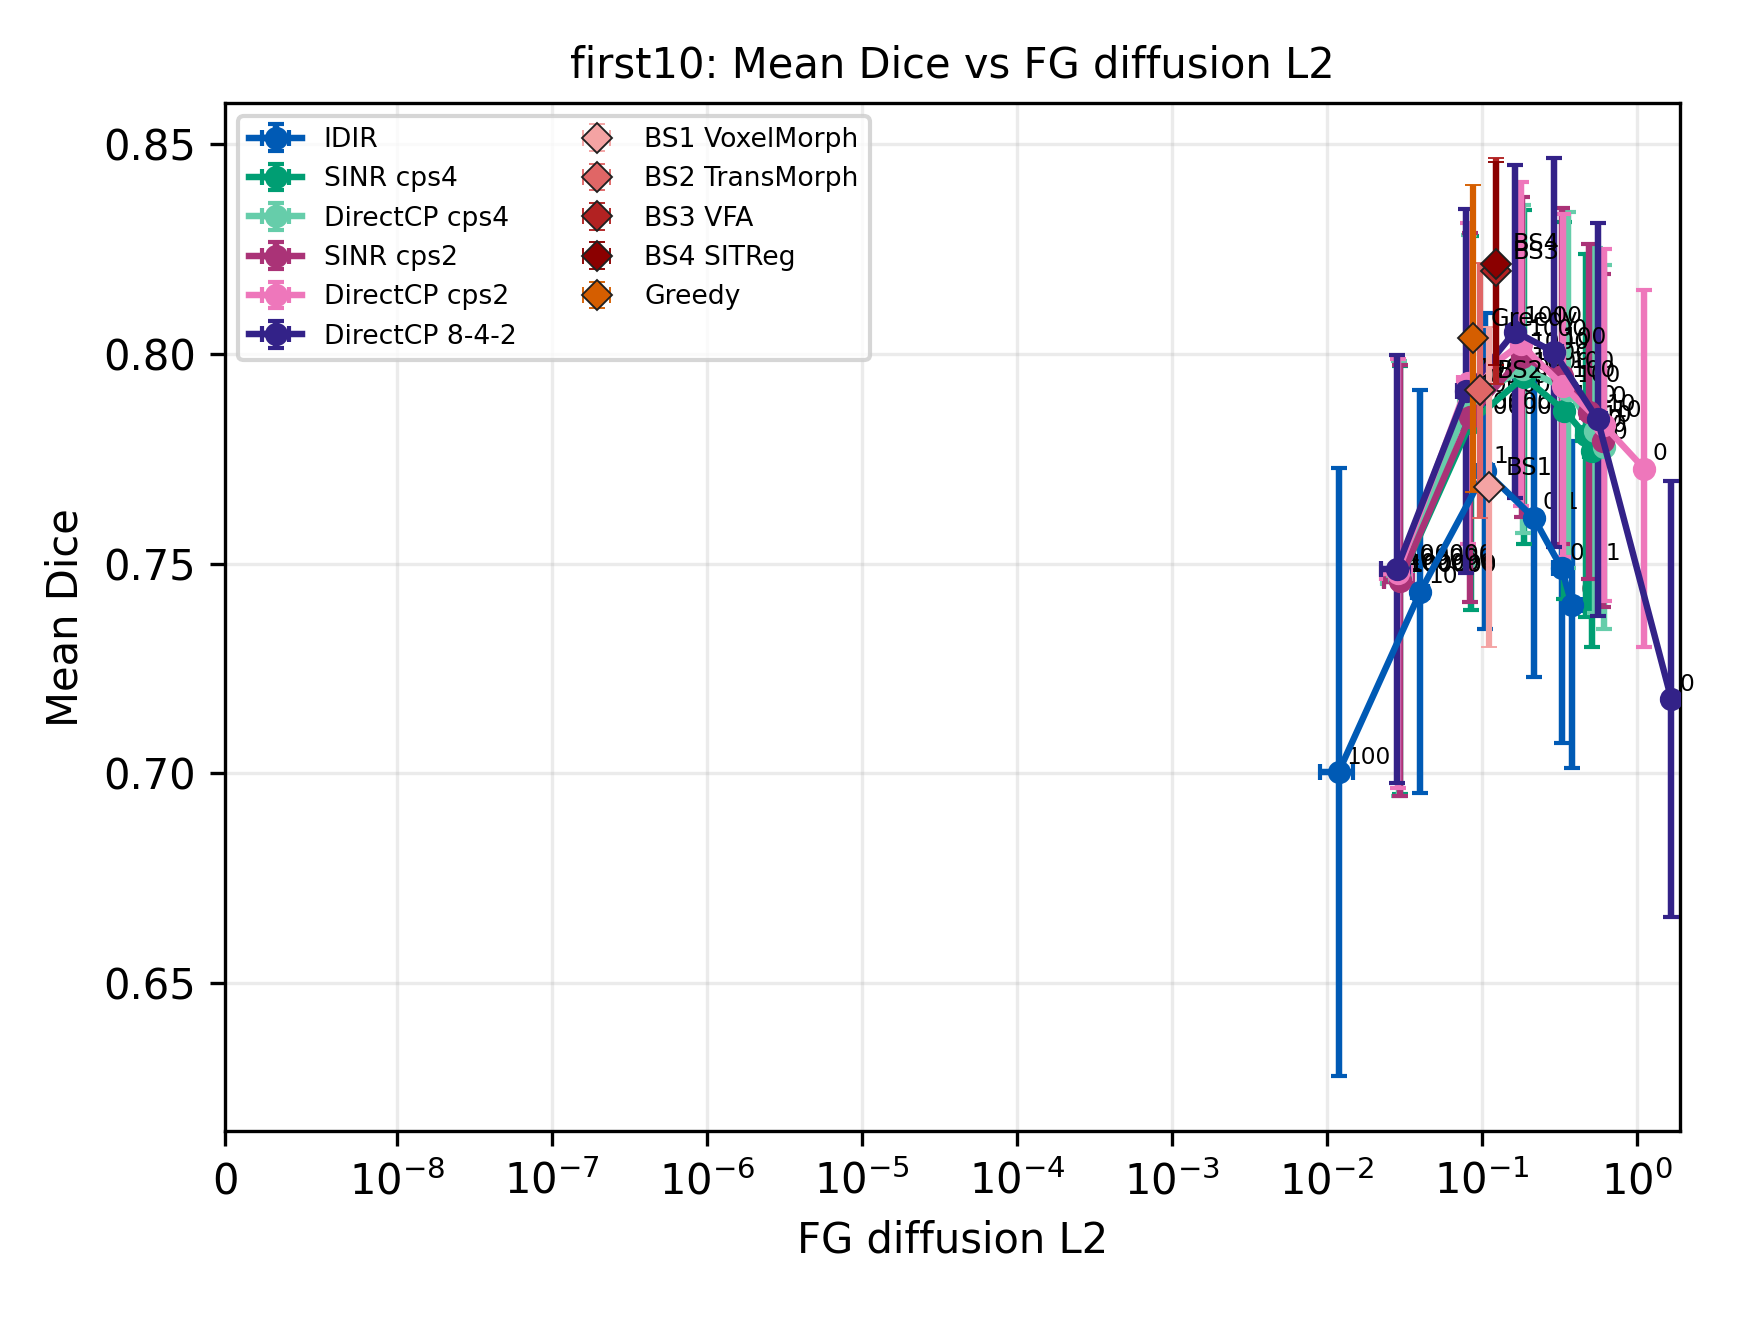 first10: Mean Dice vs FG diffusion L2
IDIR
SINR cps4
DirectCP cps4
SINR cps2
DirectCP cps2
DirectCP 8-4-2
BS1 VoxelMorph
BS2 TransMorph
BS3 VFA
BS4 SITReg
Greedy
0.85
0.80
0.75
0.70
0.65
Mean Dice
BS4
Greedy
BS2
1
BS1
10
100
0
0
0
10⁻⁸
10⁻⁷
10⁻⁶
10⁻⁵
10⁻⁴
10⁻³
10⁻²
10⁻¹
10⁰
FG diffusion L2